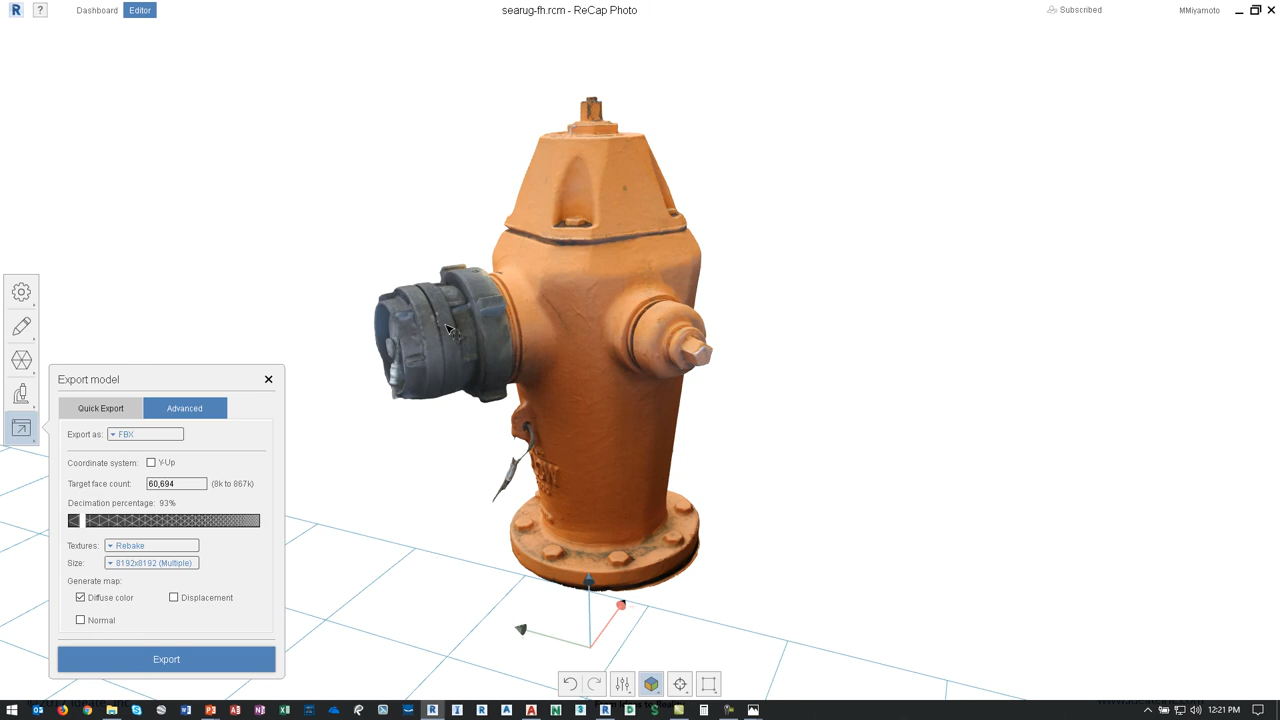 R ? Dashboard Editor searug-fh.rcm - ReCap Photo Subscribed MMiyamoto
Export model
Quick Export Advanced
Export as: FBX
Coordinate system: Y-Up
Target face count: 60,694 (8k to 867k)
Decimation percentage: 93%
Textures: Rebake
Size: 8192x8192 (Multiple)
Generate map:
Diffuse color Displacement
Normal
Export
12:21 PM